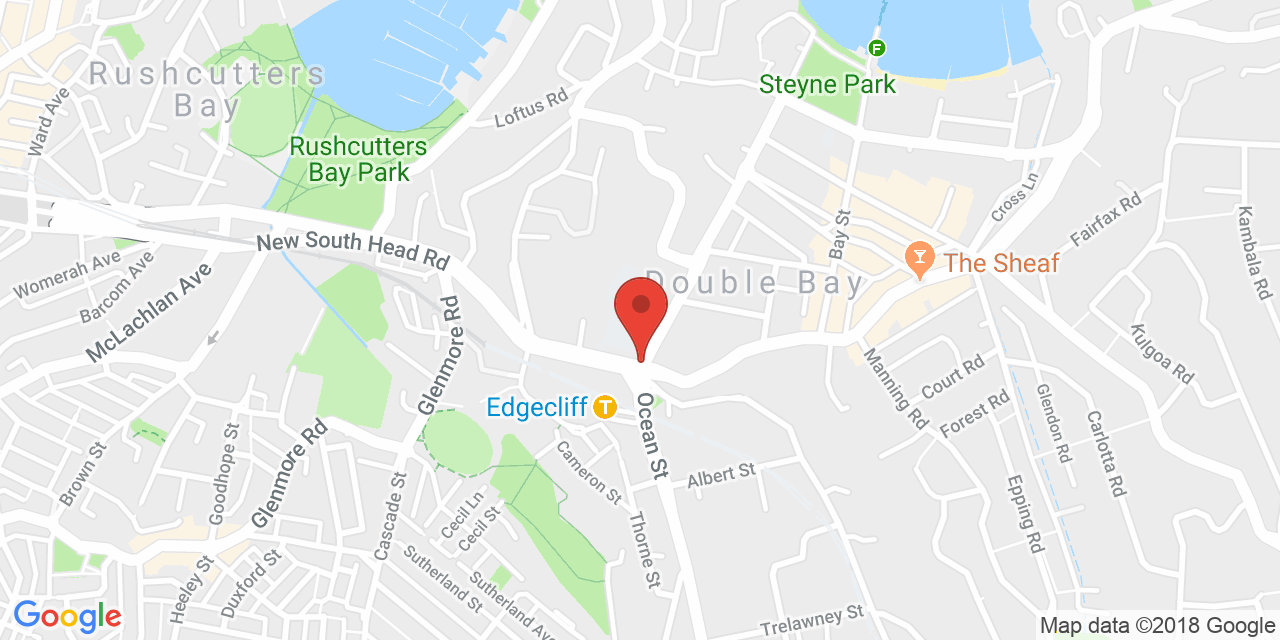 Rushcutters
Bay
Ward Ave
Loftus Rd
Steyne Park
F
Rushcutters
Bay Park
Cross Ln
Fairfax Rd
Kambala Rd
Bay St
New South Head Rd
The Sheaf
Double Bay
Womerah Ave
Barcom Ave
McLachlan Ave
Glenmore Rd
Kulgoa Rd
Manning Rd
Court Rd
Forest Rd
Glendon Rd
Carlotta Rd
Edgecliff
T
Ocean St
Brown St
Goodhope St
Glenmore Rd
Cascade St
Cecil Ln
Cecil St
Cameron St
Albert St
Epping Rd
Thorne St
Heeley St
Duxford St
Sutherland St
Sutherland Ave
Trelawney St
Google
Map data ©2018 Google